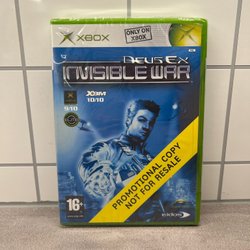 XBOX
ONLY ON
XBOX
DEUS EX
INVISIBLE WAR
XBM
10/10
9/10
PROMOTIONAL COPY
NOT FOR RESALE
16+
eidos